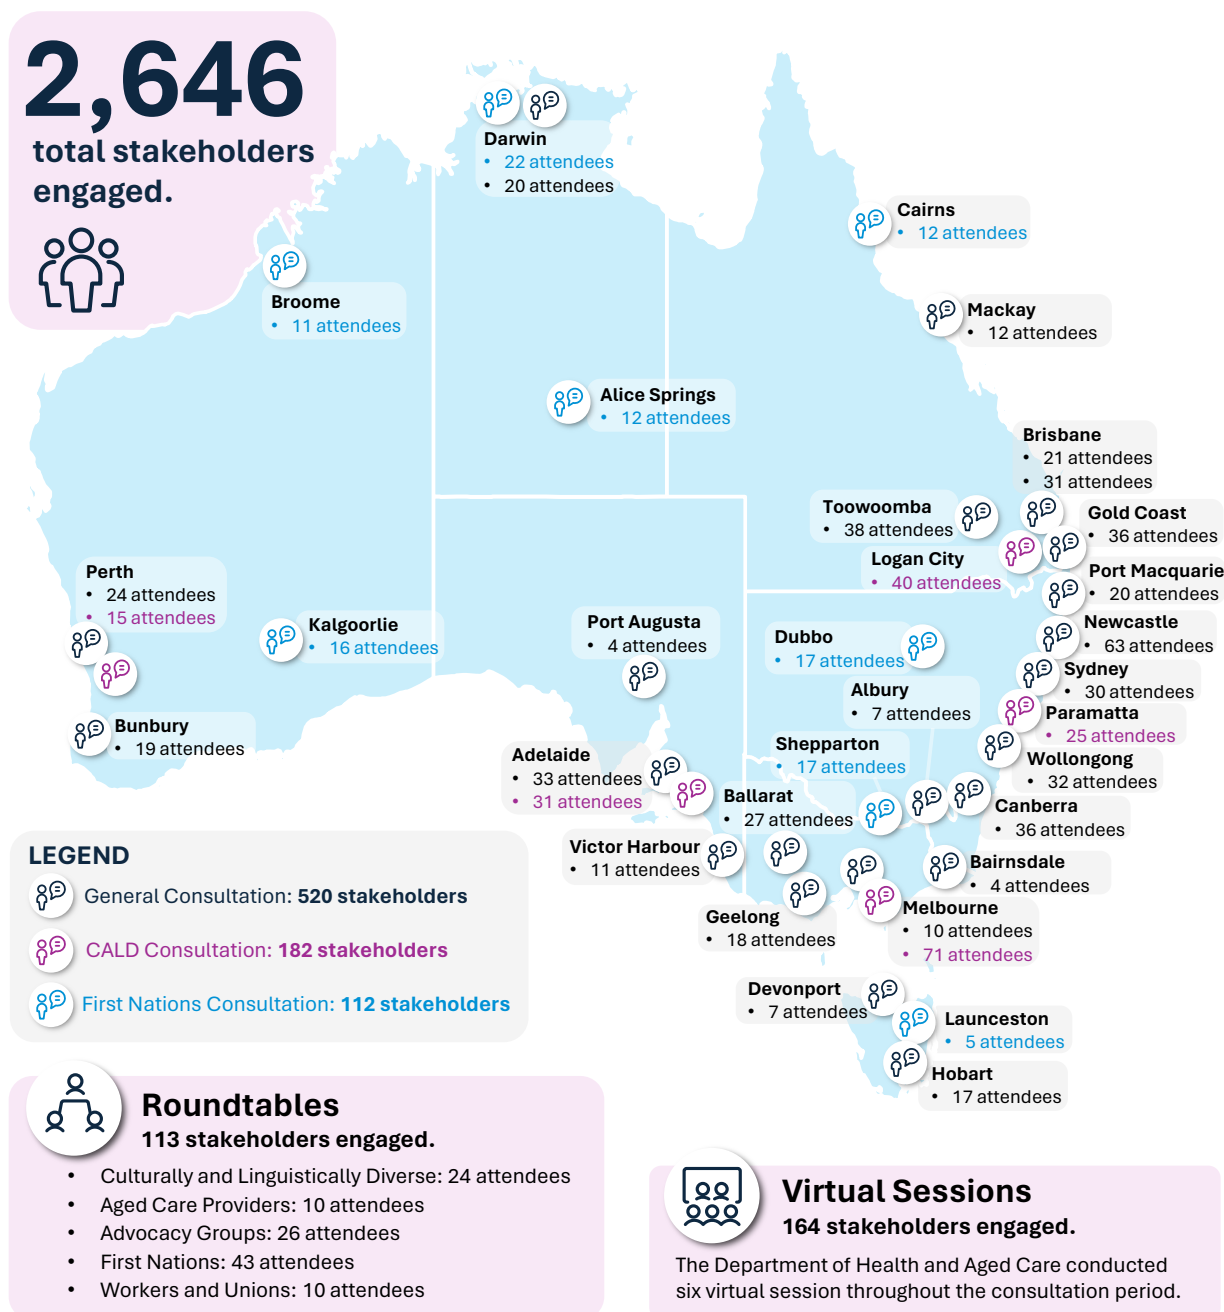 2,646
total stakeholders
engaged.
Darwin
• 22 attendees
• 20 attendees
Cairns
• 12 attendees
Broome
• 11 attendees
Mackay
• 12 attendees
Alice Springs
• 12 attendees
Brisbane
• 21 attendees
• 31 attendees
Toowoomba
• 38 attendees
Gold Coast
• 36 attendees
Logan City
• 40 attendees
Port Macquarie
• 20 attendees
Perth
• 24 attendees
• 15 attendees
Kalgoorlie
• 16 attendees
Port Augusta
• 4 attendees
Dubbo
• 17 attendees
Newcastle
• 63 attendees
Sydney
• 30 attendees
Albury
• 7 attendees
Paramatta
• 25 attendees
Bunbury
• 19 attendees
Shepparton
• 17 attendees
Wollongong
• 32 attendees
Adelaide
• 33 attendees
• 31 attendees
Ballarat
• 27 attendees
Canberra
• 36 attendees
Victor Harbour
• 11 attendees
Bairnsdale
• 4 attendees
Geelong
• 18 attendees
Melbourne
• 10 attendees
• 71 attendees
Devonport
• 7 attendees
Launceston
• 5 attendees
Hobart
• 17 attendees
LEGEND
General Consultation: 520 stakeholders
CALD Consultation: 182 stakeholders
First Nations Consultation: 112 stakeholders
Roundtables
113 stakeholders engaged.
• Culturally and Linguistically Diverse: 24 attendees
• Aged Care Providers: 10 attendees
• Advocacy Groups: 26 attendees
• First Nations: 43 attendees
• Workers and Unions: 10 attendees
Virtual Sessions
164 stakeholders engaged.
The Department of Health and Aged Care conducted
six virtual session throughout the consultation period.